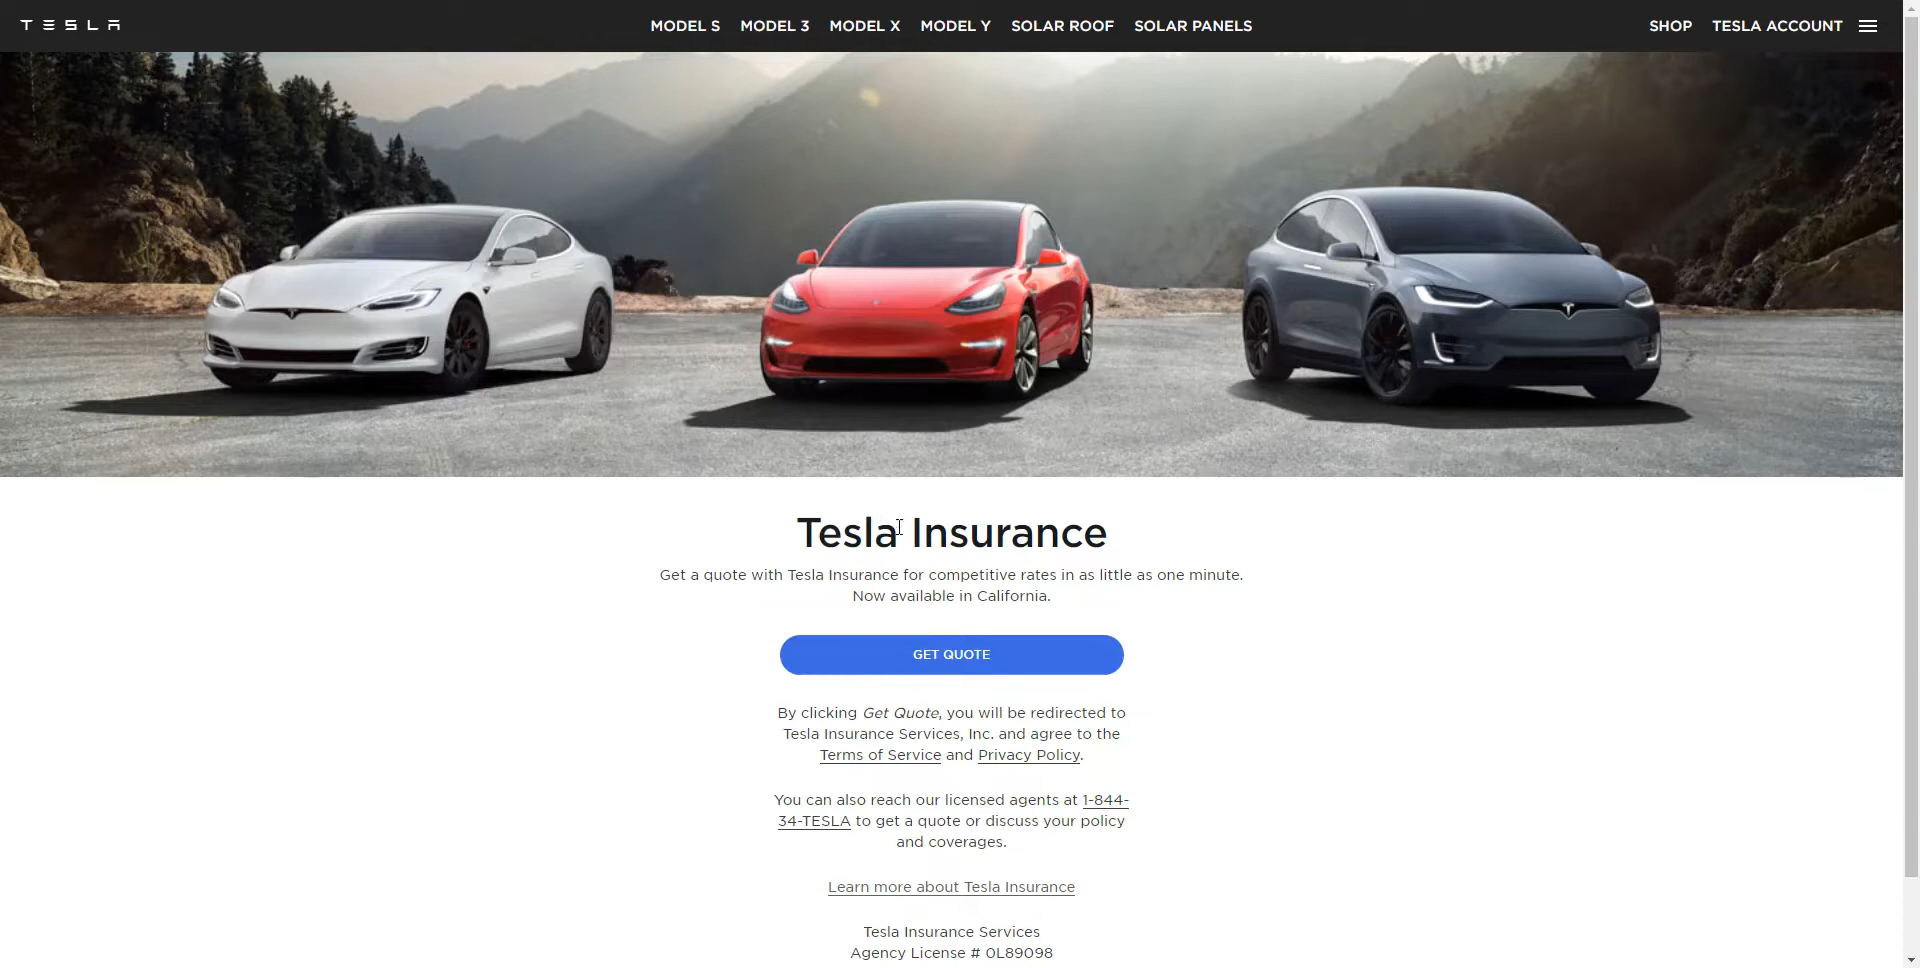 TESLA MODEL S MODEL 3 MODEL X MODEL Y SOLAR ROOF SOLAR PANELS SHOP TESLA ACCOUNT
Tesla Insurance
Get a quote with Tesla Insurance for competitive rates in as little as one minute.
Now available in California.
GET QUOTE
By clicking Get Quote, you will be redirected to
Tesla Insurance Services, Inc. and agree to the
Terms of Service and Privacy Policy.
You can also reach our licensed agents at 1-844-
34-TESLA to get a quote or discuss your policy
and coverages.
Learn more about Tesla Insurance
Tesla Insurance Services
Agency License # 0L89098